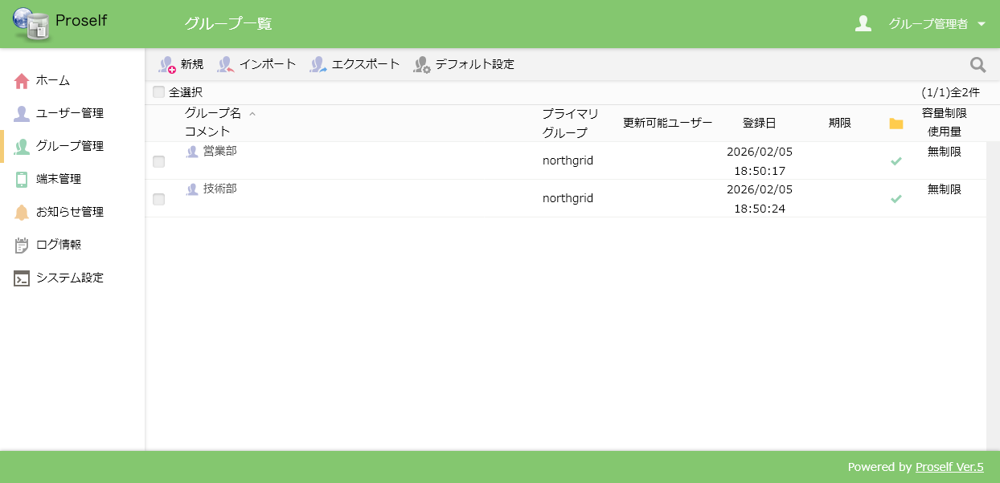 Proself
グループ一覧
グループ管理者
ホーム
ユーザー管理
グループ管理
端末管理
お知らせ管理
ログ情報
システム設定
新規 インポート エクスポート デフォルト設定
全選択 (1/1)全2件
グループ名
コメント
プライマリ
グループ
更新可能ユーザー
登録日
期限
容量制限
使用量
営業部
northgrid
2026/02/05
18:50:17
無制限
技術部
northgrid
2026/02/05
18:50:24
無制限
Powered by Proself Ver.5